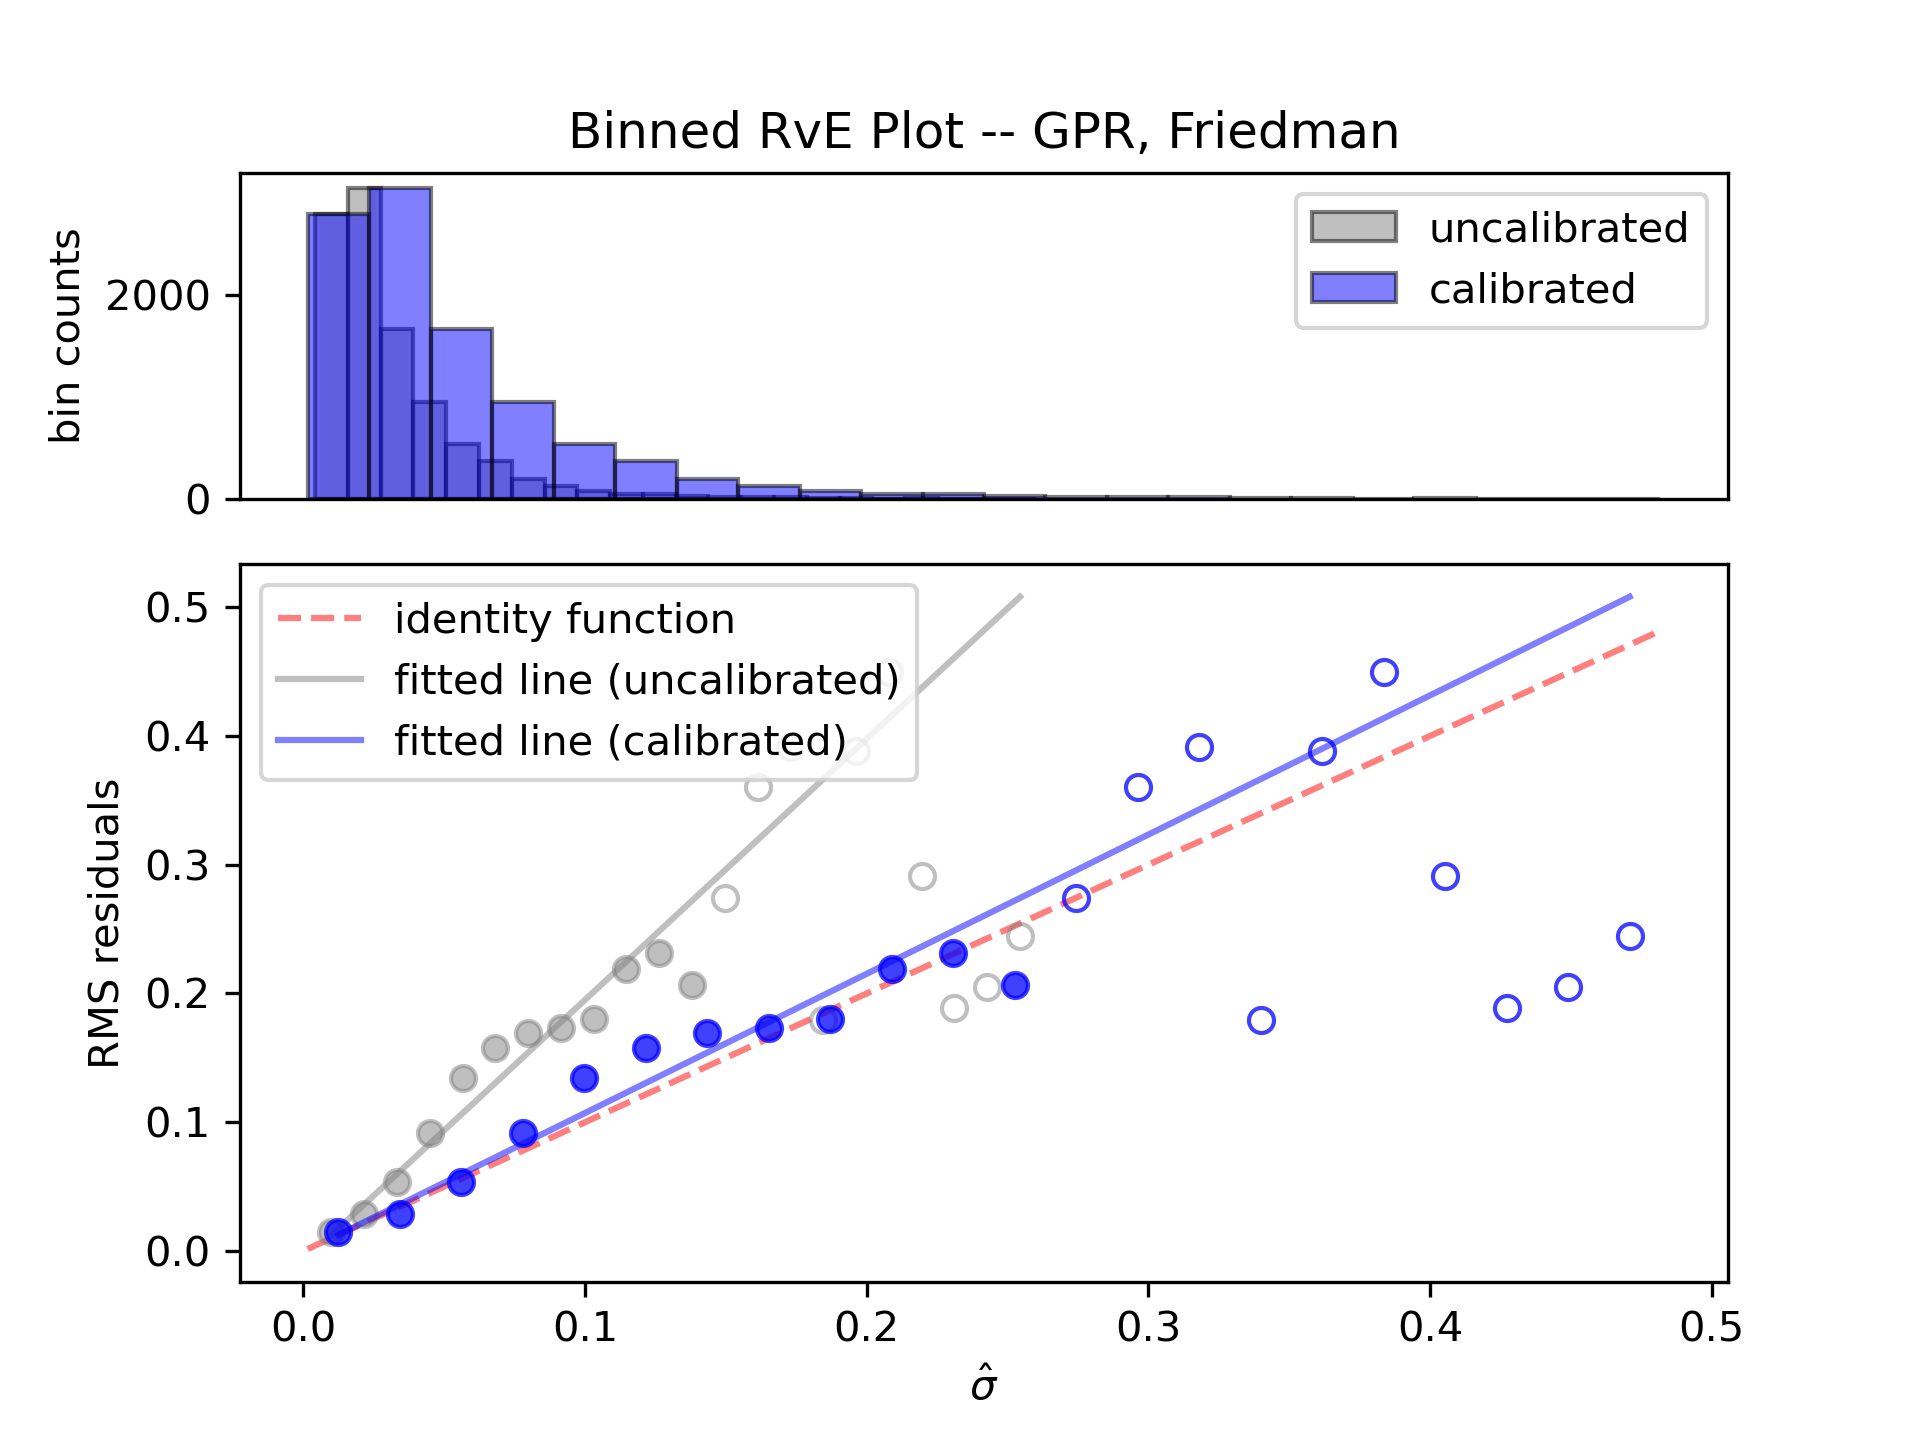 Binned RvE Plot -- GPR, Friedman
bin counts
2000
0
uncalibrated
calibrated
RMS residuals
0.5
0.4
0.3
0.2
0.1
0.0
identity function
fitted line (uncalibrated)
fitted line (calibrated)
0.0 0.1 0.2 0.3 0.4 0.5
σ̂